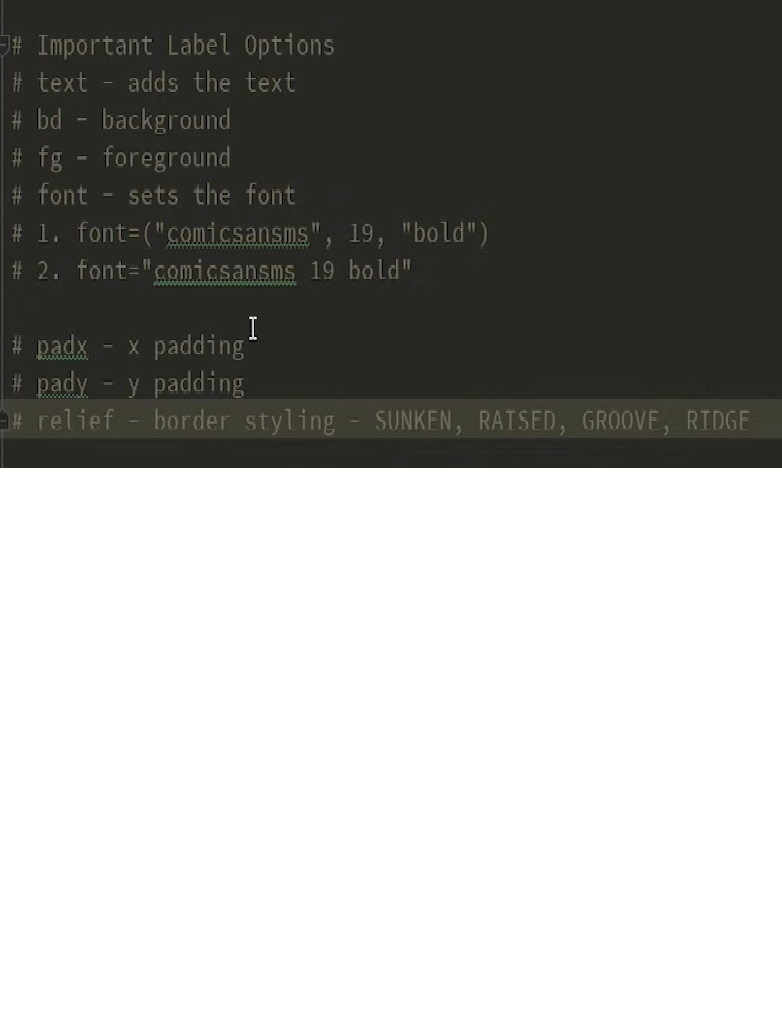 # Important Label Options
# text - adds the text
# bd - background
# fg - foreground
# font - sets the font
# 1. font=("comicsansms", 19, "bold")
# 2. font="comicsansms 19 bold"
# padx - x padding
# pady - y padding
# relief - border styling - SUNKEN, RAISED, GROOVE, RIDGE